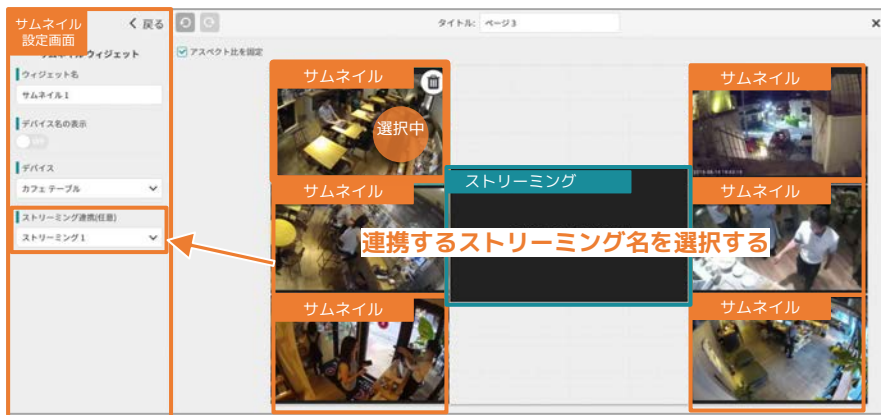 サムネイル
設定画面
戻る
タイトル:
ページ 3
×
サムネイルウィジェット
アスペクト比を固定
ウィジェット名
サムネイル 1
デバイス名の表示
デバイス
カフェ テーブル
ストリーミング連携(任意)
ストリーミング 1
サムネイル
選択中
サムネイル
サムネイル
ストリーミング
連携するストリーミング名を選択する
サムネイル
サムネイル
サムネイル